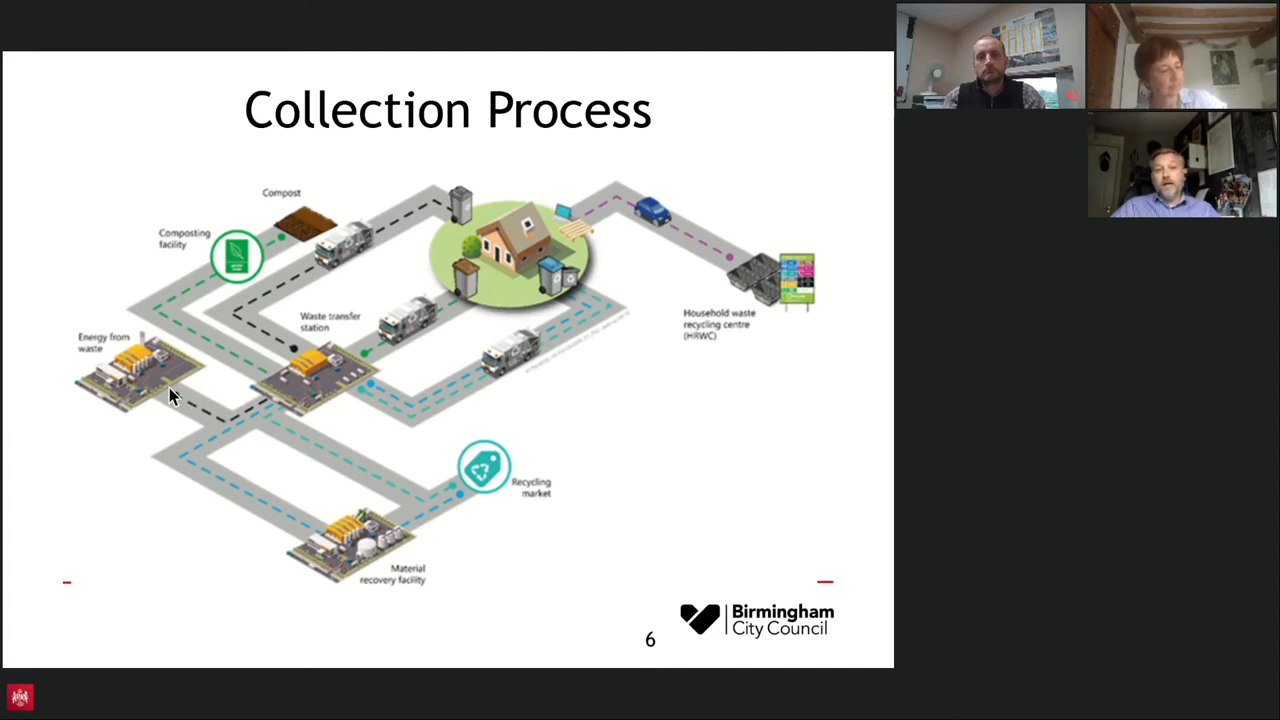 Collection Process
Compost
Composting
facility
Waste transfer
station
Energy from
waste
Household waste
recycling centre
(HRWC)
Recycling
market
Material
recovery facility
6
Birmingham
City Council